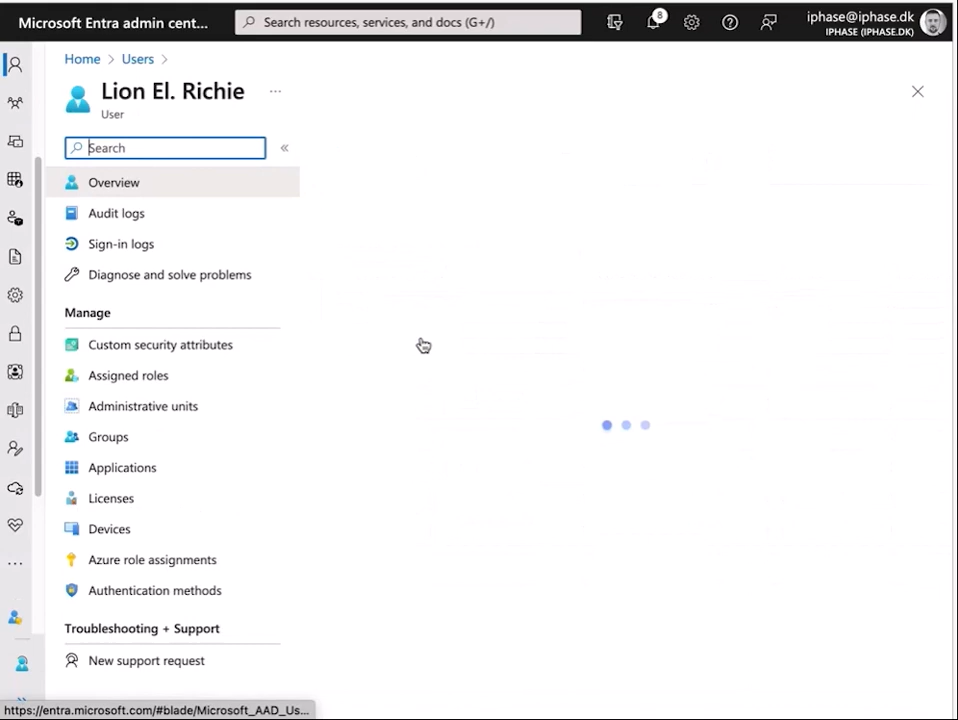 Microsoft Entra admin cent...
Search resources, services, and docs (G+/)
8
iphase@iphase.dk
IPHASE (IPHASE.DK)
Home > Users >
Lion El. Richie
...
User
Search
«
Overview
Audit logs
Sign-in logs
Diagnose and solve problems
Manage
Custom security attributes
Assigned roles
Administrative units
Groups
Applications
Licenses
Devices
Azure role assignments
Authentication methods
Troubleshooting + Support
New support request
https://entra.microsoft.com/#blade/Microsoft_AAD_Us...